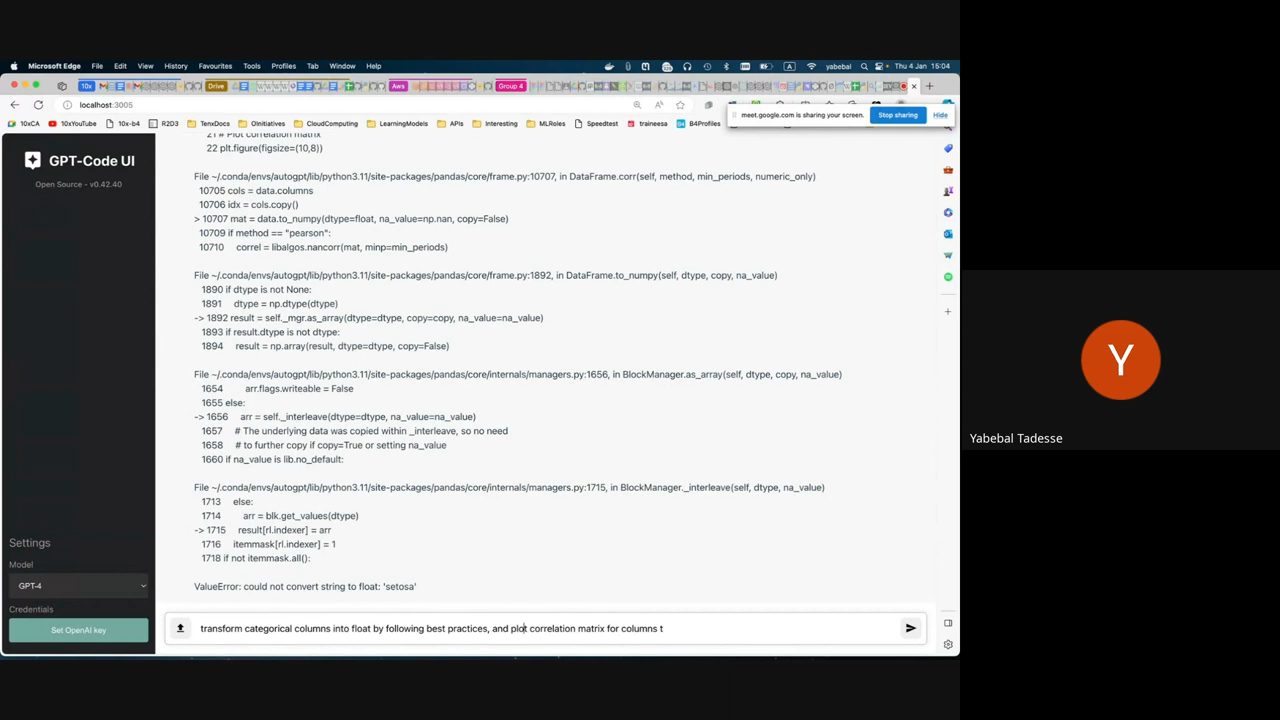 Microsoft Edge File Edit View History Favourites Tools Profiles Tab Window Help yabebal Thu 4 Jan 15:04
10x Drive Aws Group 4
localhost:3005
meet.google.com is sharing your screen. Stop sharing Hide
10xCA 10xYouTube 10x-b4 R2D3 TenxDocs OInitiatives CloudComputing LearningModels APIs Interesting MLRoles Speedtest traineesa B4Profiles
GPT-Code UI
Open Source - v0.42.40
21 # Plot correlation matrix
22 plt.figure(figsize=(10,8))
File ~/.conda/envs/autogpt/lib/python3.11/site-packages/pandas/core/frame.py:10707, in DataFrame.corr(self, method, min_periods, numeric_only)
10705 cols = data.columns
10706 idx = cols.copy()
> 10707 mat = data.to_numpy(dtype=float, na_value=np.nan, copy=False)
10709 if method == "pearson":
10710 correl = libalgos.nancorr(mat, minp=min_periods)
File ~/.conda/envs/autogpt/lib/python3.11/site-packages/pandas/core/frame.py:1892, in DataFrame.to_numpy(self, dtype, copy, na_value)
1890 if dtype is not None:
1891 dtype = np.dtype(dtype)
-> 1892 result = self._mgr.as_array(dtype=dtype, copy=copy, na_value=na_value)
1893 if result.dtype is not dtype:
1894 result = np.array(result, dtype=dtype, copy=False)
File ~/.conda/envs/autogpt/lib/python3.11/site-packages/pandas/core/internals/managers.py:1656, in BlockManager.as_array(self, dtype, copy, na_value)
1654 arr.flags.writeable = False
1655 else:
-> 1656 arr = self._interleave(dtype=dtype, na_value=na_value)
1657 # The underlying data was copied within _interleave, so no need
1658 # to further copy if copy=True or setting na_value
1660 if na_value is lib.no_default:
File ~/.conda/envs/autogpt/lib/python3.11/site-packages/pandas/core/internals/managers.py:1715, in BlockManager._interleave(self, dtype, na_value)
1713 else:
1714 arr = blk.get_values(dtype)
-> 1715 result[rl.indexer] = arr
1716 itemmask[rl.indexer] = 1
1718 if not itemmask.all():
ValueError: could not convert string to float: 'setosa'
Settings
Model
GPT-4
Credentials
Set OpenAI key
transform categorical columns into float by following best practices, and plot correlation matrix for columns t
Y
Yabebal Tadesse